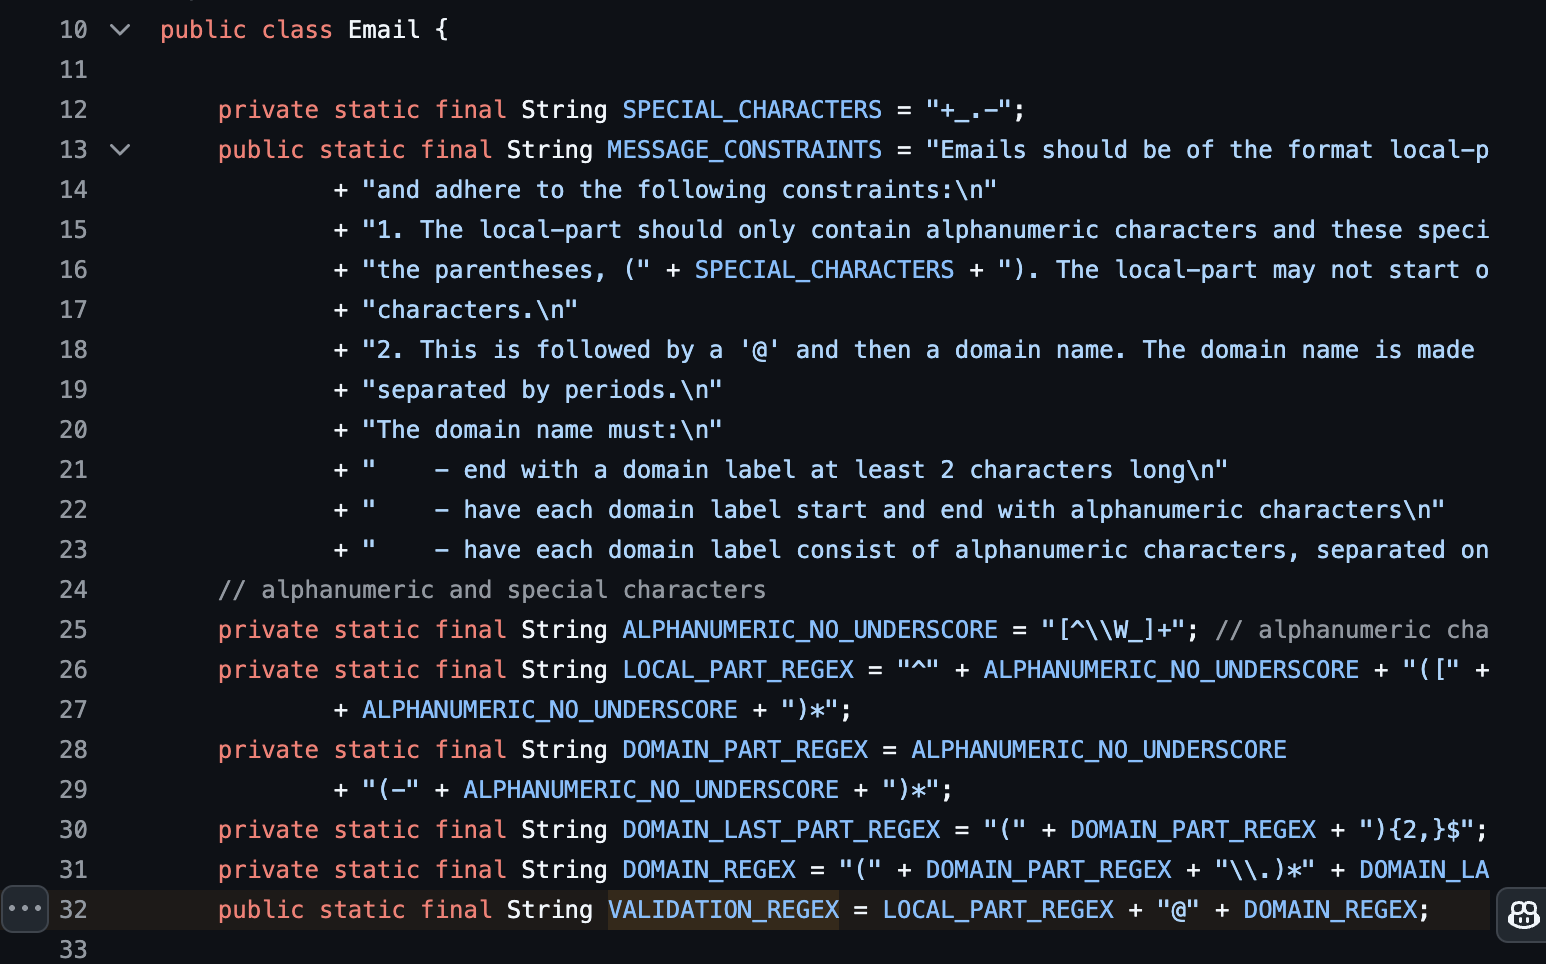 10 public class Email {
11
12 private static final String SPECIAL_CHARACTERS = "+_.-";
13 public static final String MESSAGE_CONSTRAINTS = "Emails should be of the format local-p
14 + "and adhere to the following constraints:\n"
15 + "1. The local-part should only contain alphanumeric characters and these speci
16 + "the parentheses, (" + SPECIAL_CHARACTERS + "). The local-part may not start o
17 + "characters.\n"
18 + "2. This is followed by a '@' and then a domain name. The domain name is made
19 + "separated by periods.\n"
20 + "The domain name must:\n"
21 + "    - end with a domain label at least 2 characters long\n"
22 + "    - have each domain label start and end with alphanumeric characters\n"
23 + "    - have each domain label consist of alphanumeric characters, separated on
24 // alphanumeric and special characters
25 private static final String ALPHANUMERIC_NO_UNDERSCORE = "[^\\W_]+"; // alphanumeric cha
26 private static final String LOCAL_PART_REGEX = "^" + ALPHANUMERIC_NO_UNDERSCORE + "([" +
27 + ALPHANUMERIC_NO_UNDERSCORE + ")*";
28 private static final String DOMAIN_PART_REGEX = ALPHANUMERIC_NO_UNDERSCORE
29 + "(-" + ALPHANUMERIC_NO_UNDERSCORE + ")*";
30 private static final String DOMAIN_LAST_PART_REGEX = "(" + DOMAIN_PART_REGEX + "){2,}$";
31 private static final String DOMAIN_REGEX = "(" + DOMAIN_PART_REGEX + "\\.)*" + DOMAIN_LA
32 public static final String VALIDATION_REGEX = LOCAL_PART_REGEX + "@" + DOMAIN_REGEX;
33